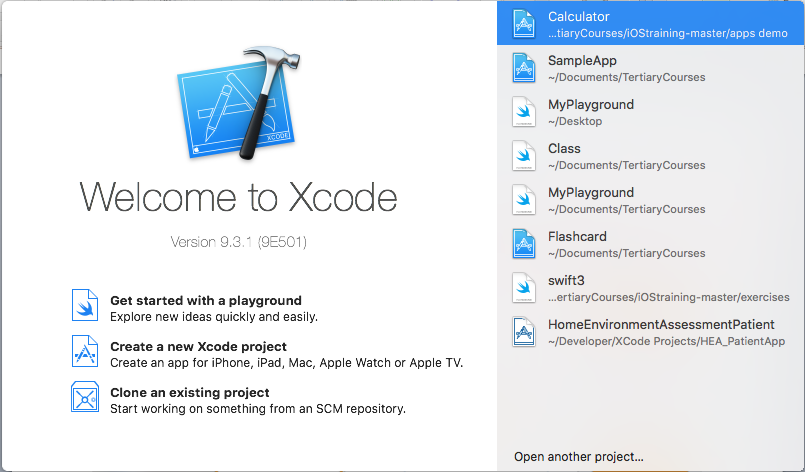 XCODE
Welcome to Xcode
Version 9.3.1 (9E501)
Get started with a playground
Explore new ideas quickly and easily.
Create a new Xcode project
Create an app for iPhone, iPad, Mac, Apple Watch or Apple TV.
Clone an existing project
Start working on something from an SCM repository.
Calculator
...tiaryCourses/iOStraining-master/apps demo
SampleApp
~/Documents/TertiaryCourses
MyPlayground
~/Desktop
Class
~/Documents/TertiaryCourses
MyPlayground
~/Documents/TertiaryCourses
Flashcard
~/Documents/TertiaryCourses
swift3
...ertiaryCourses/iOStraining-master/exercises
HomeEnvironmentAssessmentPatient
~/Developer/XCode Projects/HEA_PatientApp
Open another project...